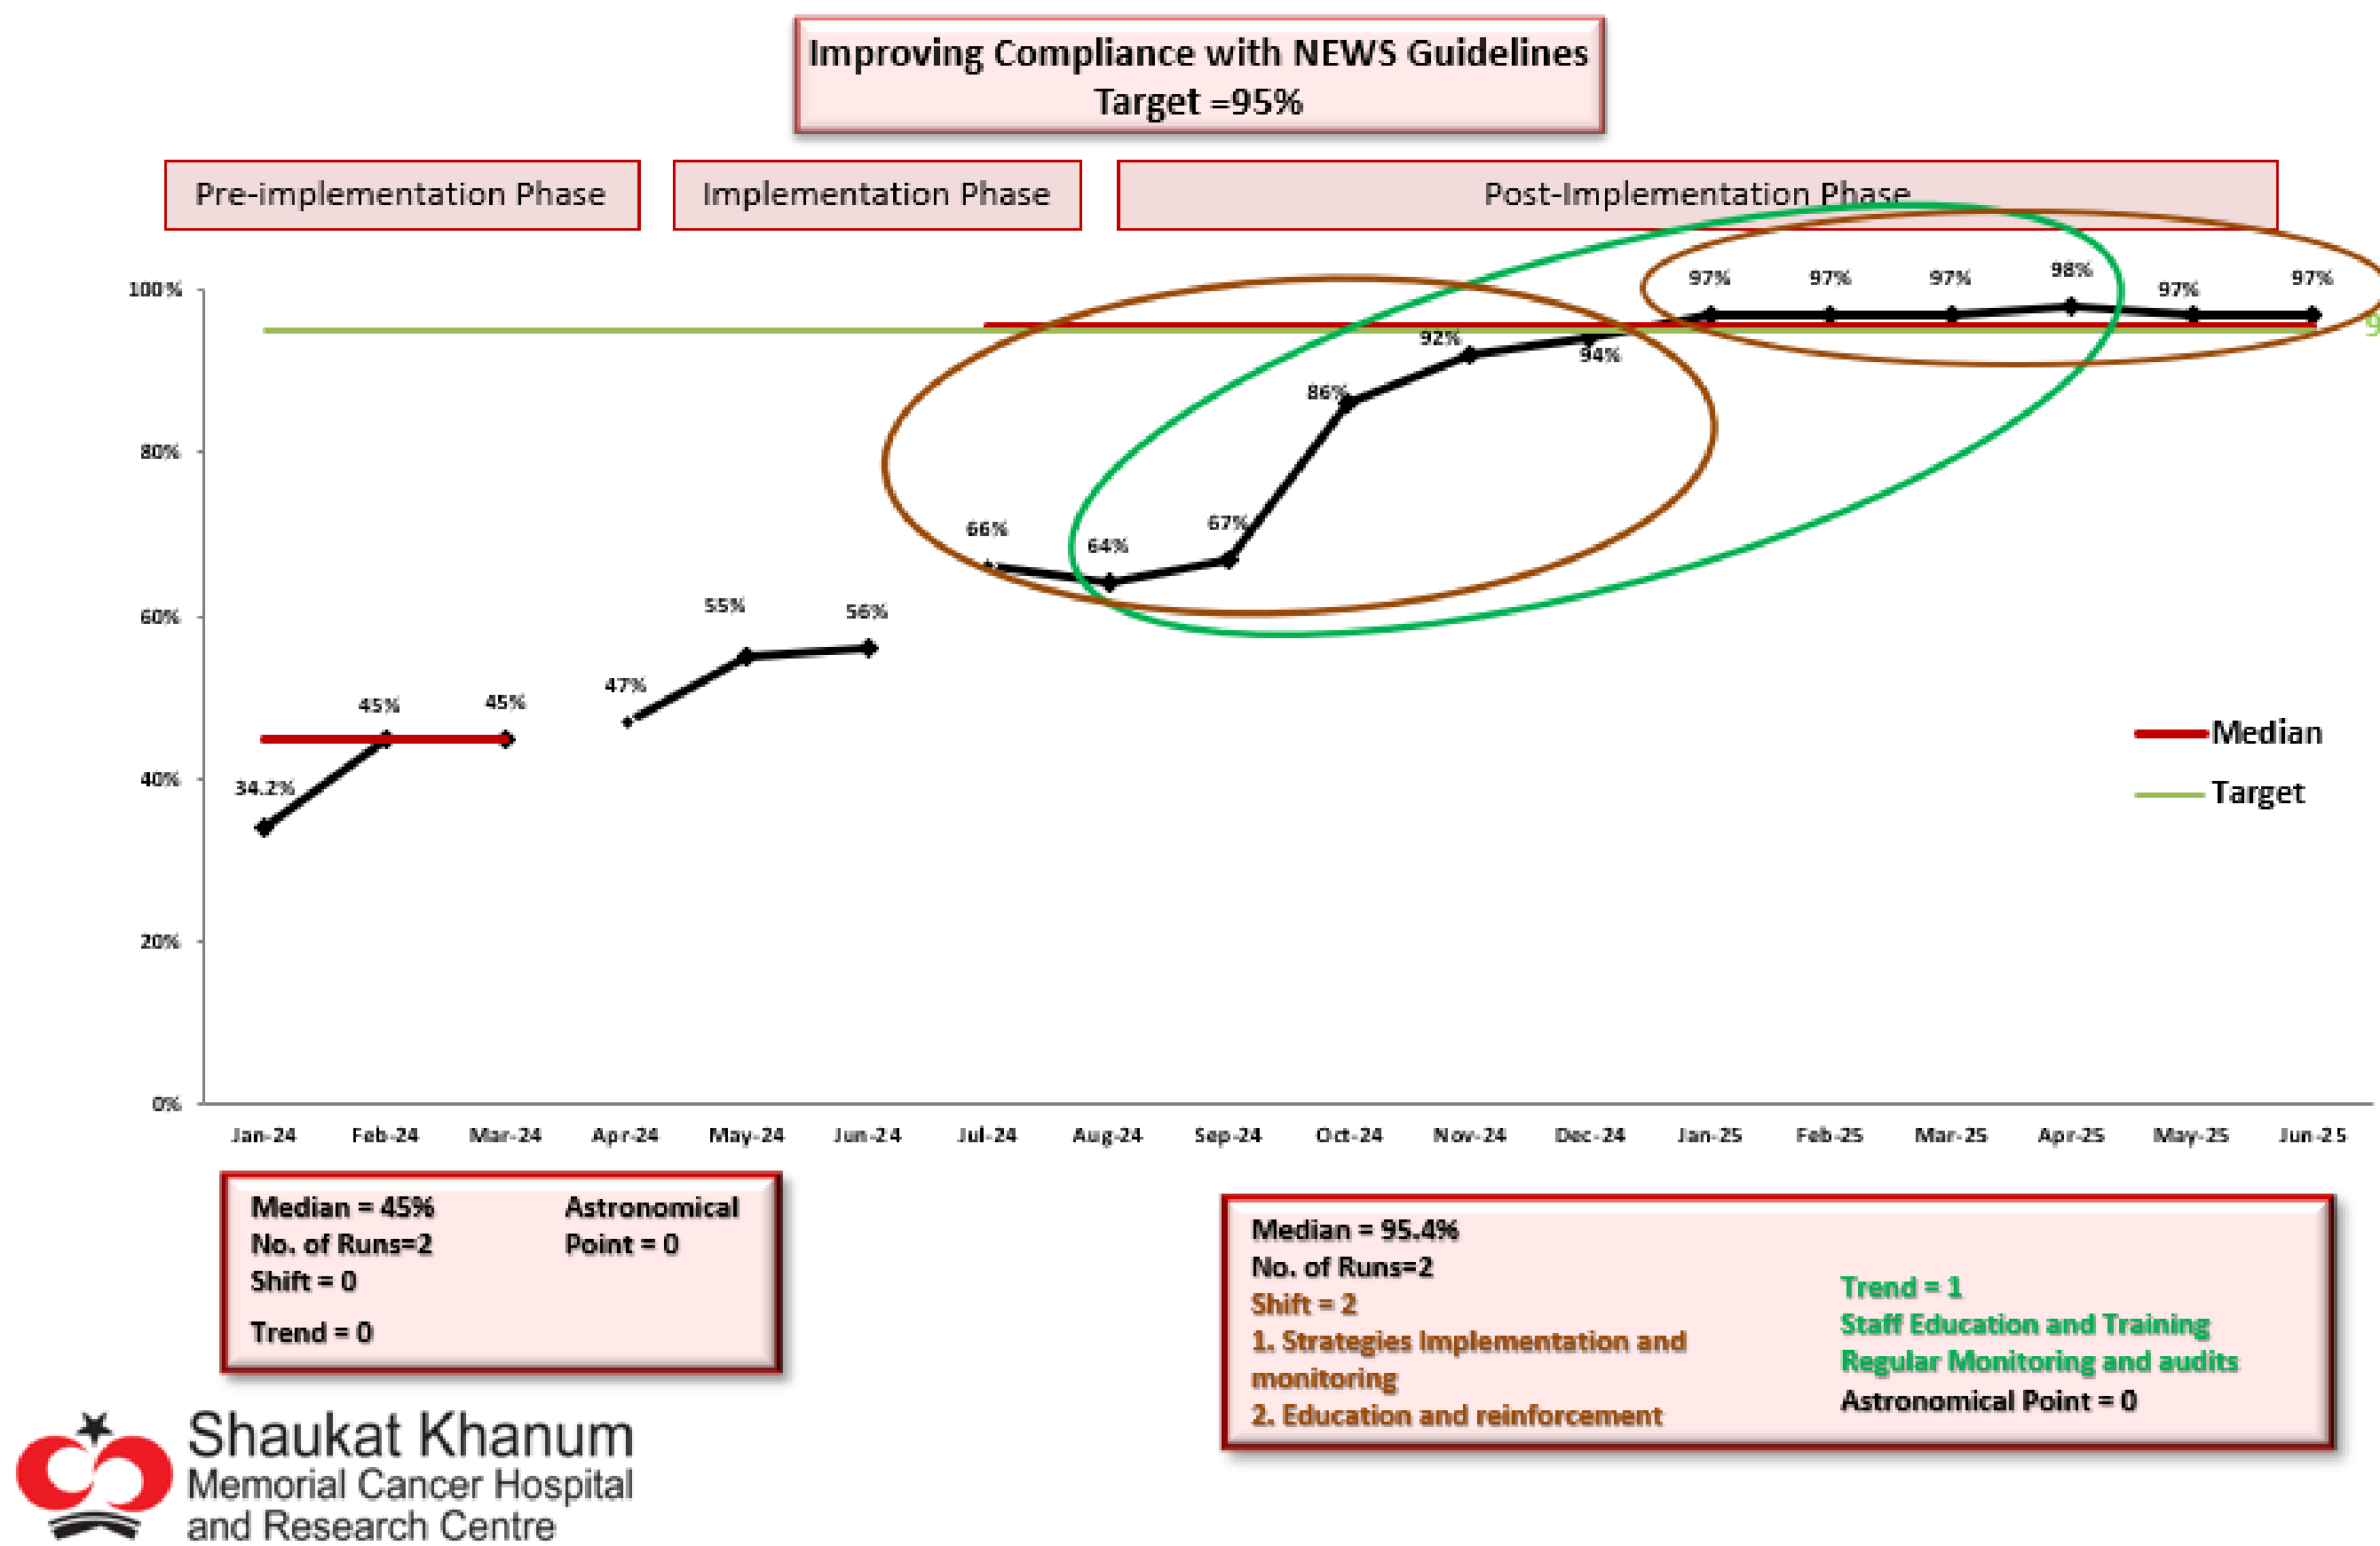 Improving Compliance with NEWS Guidelines
Target =95%
Pre-implementation Phase
Implementation Phase
Post-Implementation Phase
100%
80%
60%
40%
20%
0%
34.2%
45%
45%
47%
55%
56%
66%
64%
67%
86%
92%
94%
97%
97%
97%
98%
97%
97%
9
Median
Target
Jan-24
Feb-24
Mar-24
Apr-24
May-24
Jun-24
Jul-24
Aug-24
Sep-24
Oct-24
Nov-24
Dec-24
Jan-25
Feb-25
Mar-25
Apr-25
May-25
Jun-25
Median = 45%
No. of Runs=2
Shift = 0
Trend = 0
Astronomical
Point = 0
Median = 95.4%
No. of Runs=2
Shift = 2
1. Strategies Implementation and
monitoring
2. Education and reinforcement
Trend = 1
Staff Education and Training
Regular Monitoring and audits
Astronomical Point = 0
Shaukat Khanum
Memorial Cancer Hospital
and Research Centre